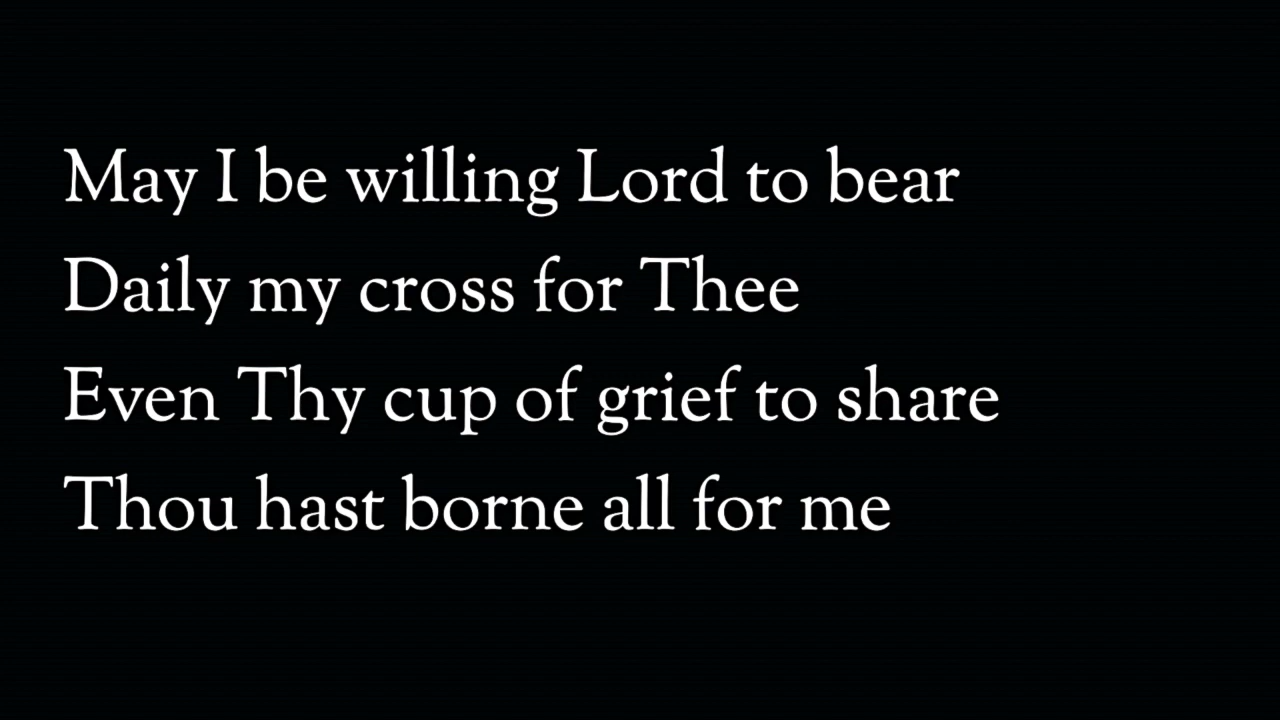 May I be willing Lord to bear
Daily my cross for Thee
Even Thy cup of grief to share
Thou hast borne all for me